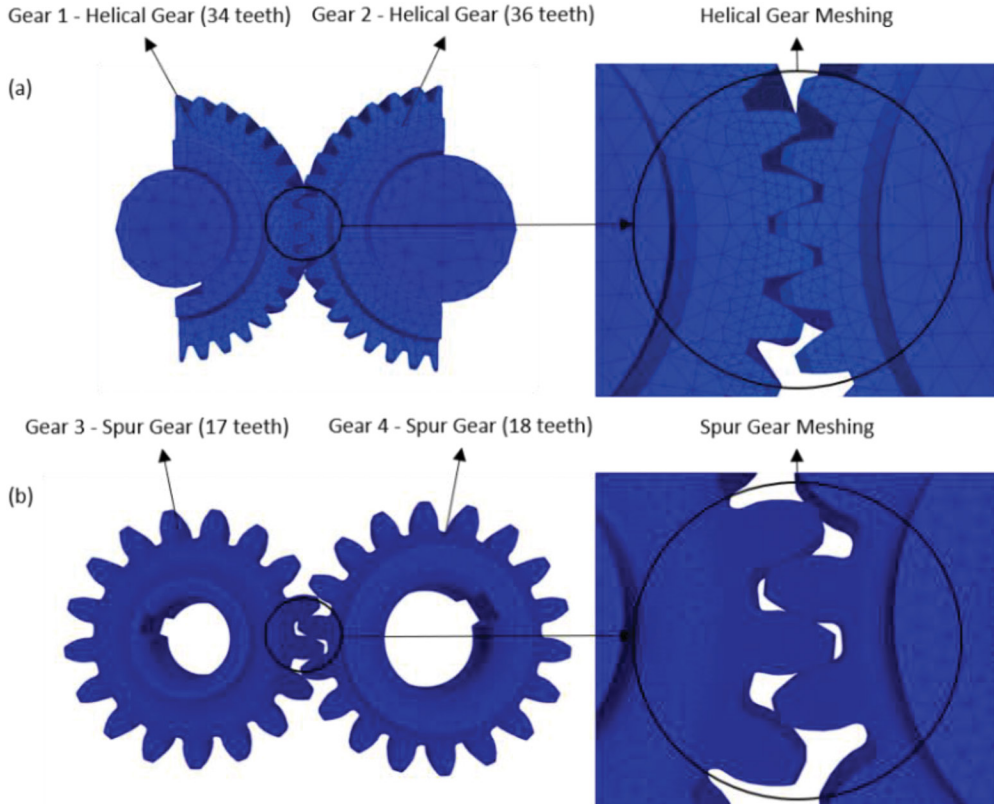 Gear 1 - Helical Gear (34 teeth)
Gear 2 - Helical Gear (36 teeth)
Helical Gear Meshing
(a)
Gear 3 - Spur Gear (17 teeth)
Gear 4 - Spur Gear (18 teeth)
Spur Gear Meshing
(b)